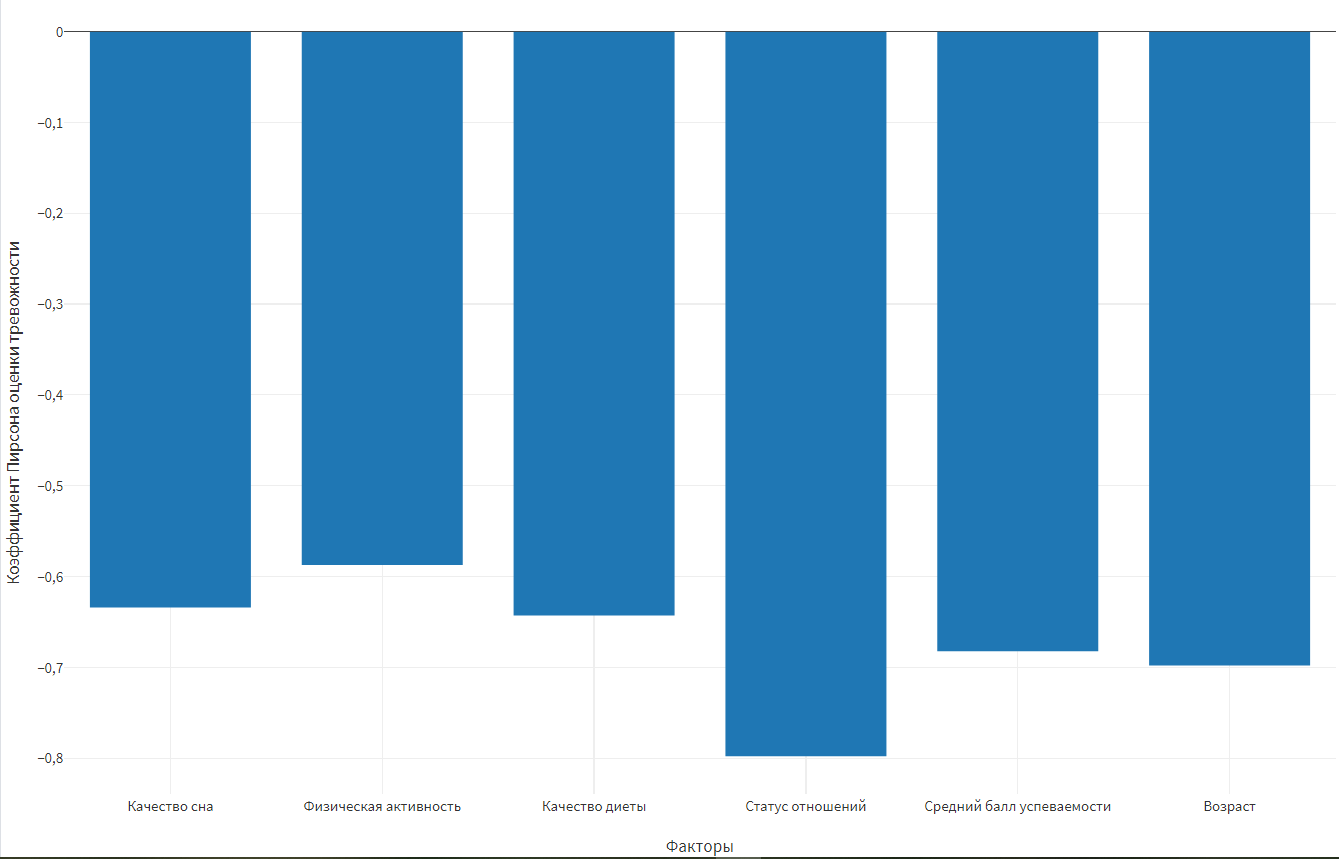 Коэффициент Пирсона оценки тревожности
0
−0,1
−0,2
−0,3
−0,4
−0,5
−0,6
−0,7
−0,8
Качество сна
Физическая активность
Качество диеты
Статус отношений
Средний балл успеваемости
Возраст
Факторы